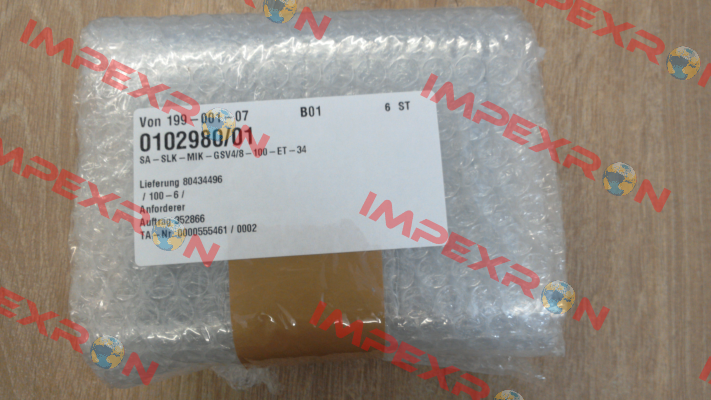 Von 199-001-07 B01 6 ST
0102980/01
SA-SLK-MIK-GSV4/8-100-ET-34
Lieferung 80434496
/ 100-6 /
Anforderer
Auftrag 352866
TA-Nr. 0000555461 / 0002
IMPEXRON
IMPEXRON
IMPEXRON
IMPEXRON
IMPEXRON
IMPEXRON
IMPEXRON